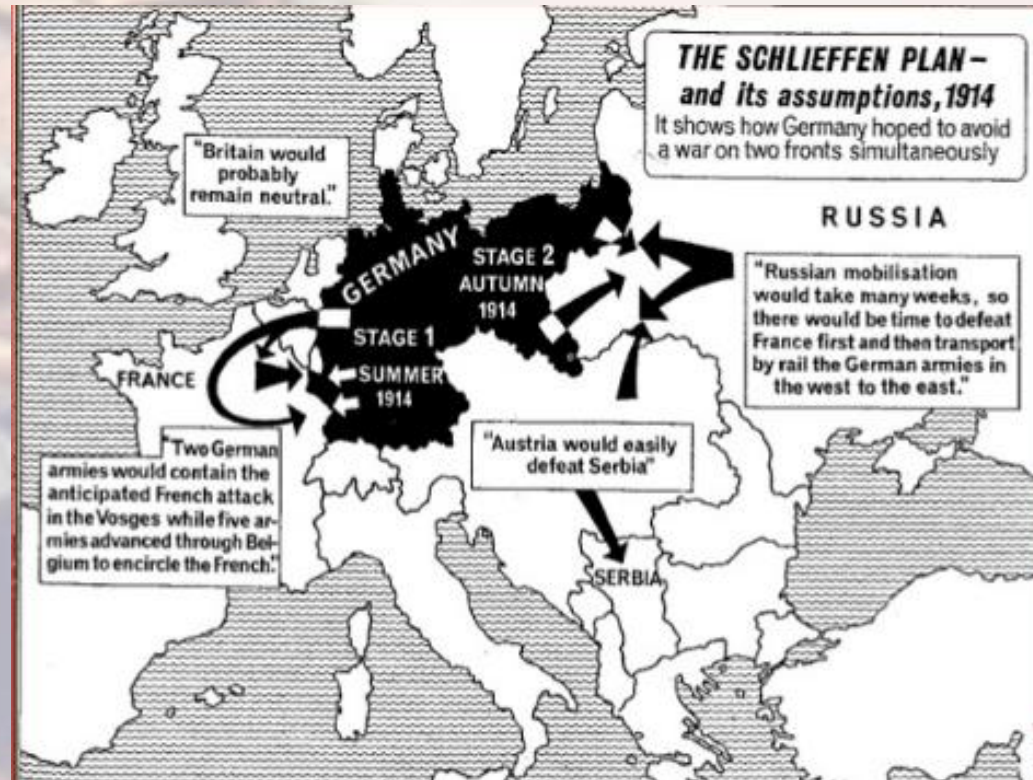 THE SCHLIEFFEN PLAN –
and its assumptions, 1914
It shows how Germany hoped to avoid
a war on two fronts simultaneously
"Britain would
probably
remain neutral."
RUSSIA
GERMANY
STAGE 2
AUTUMN
1914
"Russian mobilisation
would take many weeks, so
there would be time to defeat
France first and then transport
by rail the German armies in
the west to the east."
STAGE 1
SUMMER
1914
FRANCE
"Two German
armies would contain the
anticipated French attack
in the Vosges while five ar-
mies advanced through Bel-
gium to encircle the French."
"Austria would easily
defeat Serbia"
SERBIA